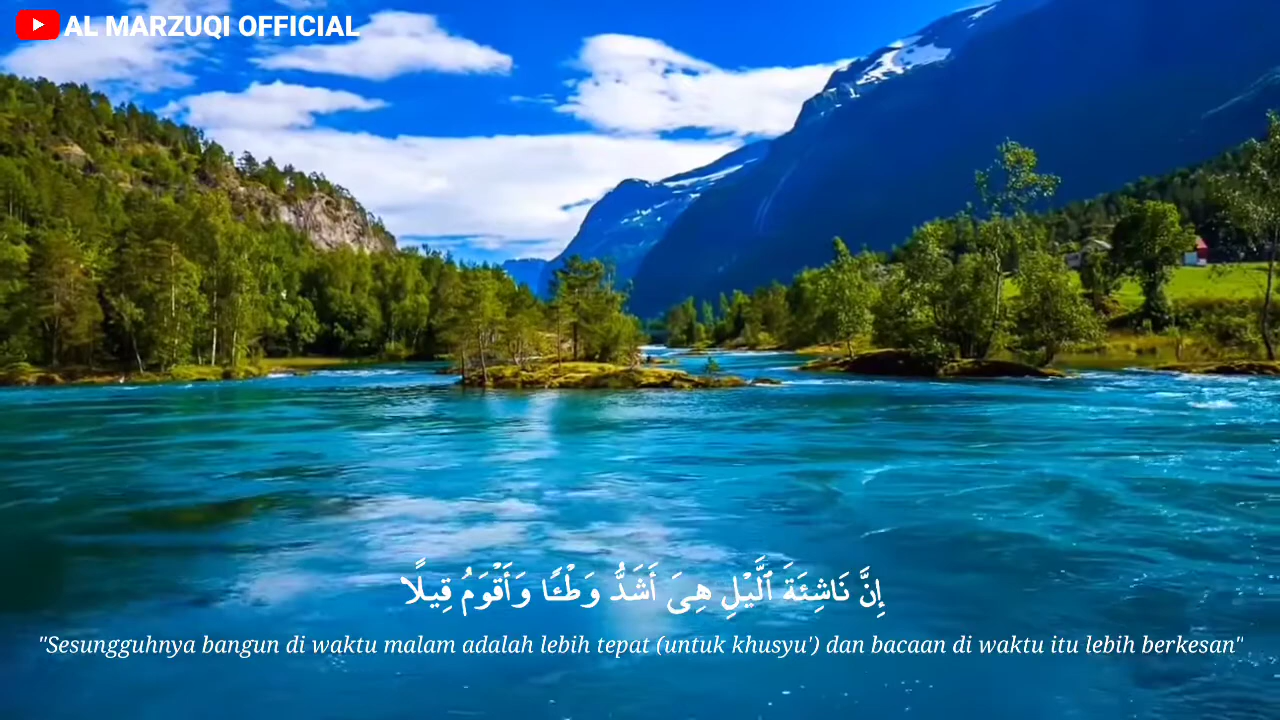 AL MARZUQI OFFICIAL
إِنَّ نَاشِئَةَ ٱلَّيْلِ هِىَ أَشَدُّ وَطْـًٔا وَأَقْوَمُ قِيلًا
"Sesungguhnya bangun di waktu malam adalah lebih tepat (untuk khusyu') dan bacaan di waktu itu lebih berkesan"